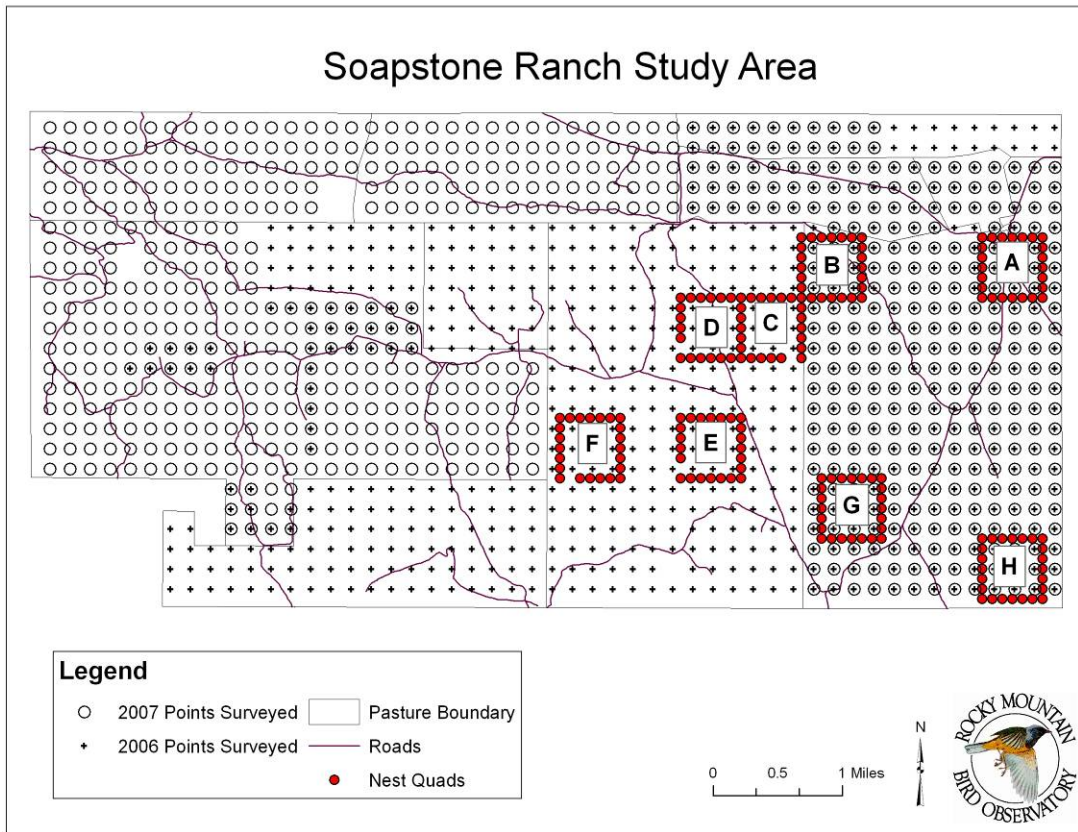 Soapstone Ranch Study Area
B
A
D
C
F
E
G
H
Legend
2007 Points Surveyed
Pasture Boundary
2006 Points Surveyed
Roads
Nest Quads
0
0.5
1 Miles
N
ROCKY MOUNTAIN
BIRD OBSERVATORY